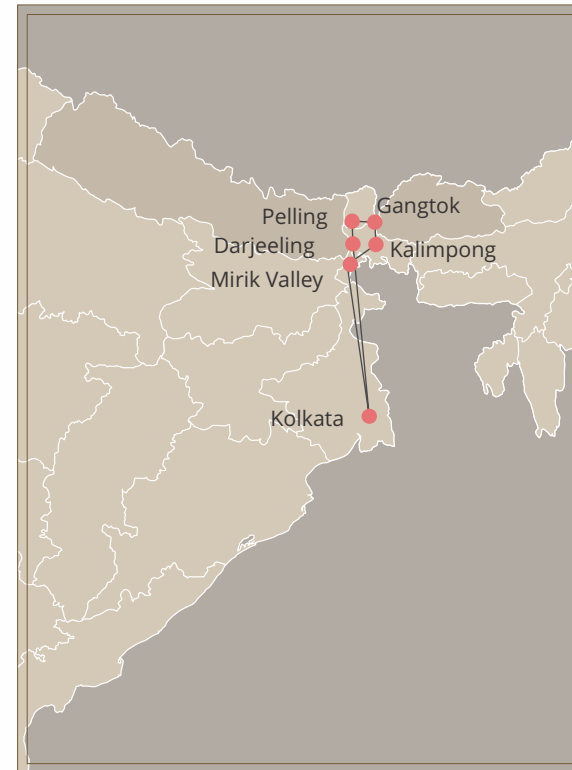 Gangtok
Pelling
Darjeeling
Kalimpong
Mirik Valley
Kolkata